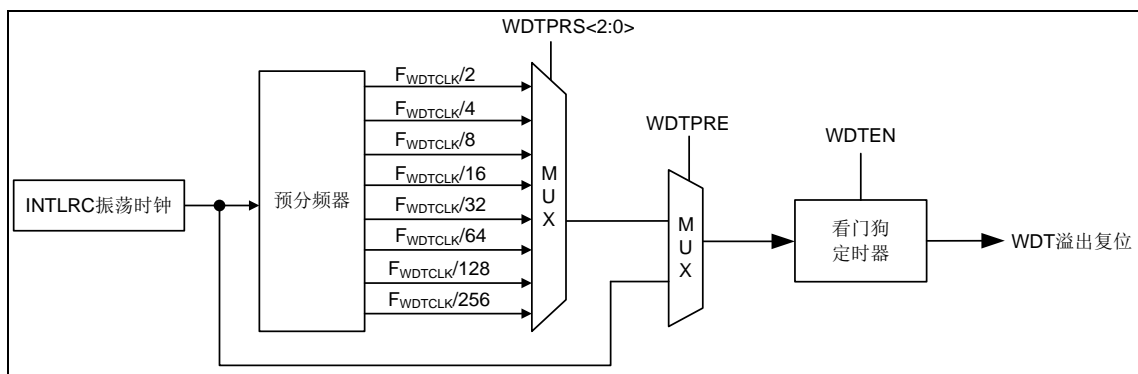 WDTPRS<2:0>
FWDTCLK/2
FWDTCLK/4
FWDTCLK/8
FWDTCLK/16
FWDTCLK/32
FWDTCLK/64
FWDTCLK/128
FWDTCLK/256
INTLRC振荡时钟
预分频器
MUX
WDTPRE
MUX
WDTEN
看门狗
定时器
WDT溢出复位